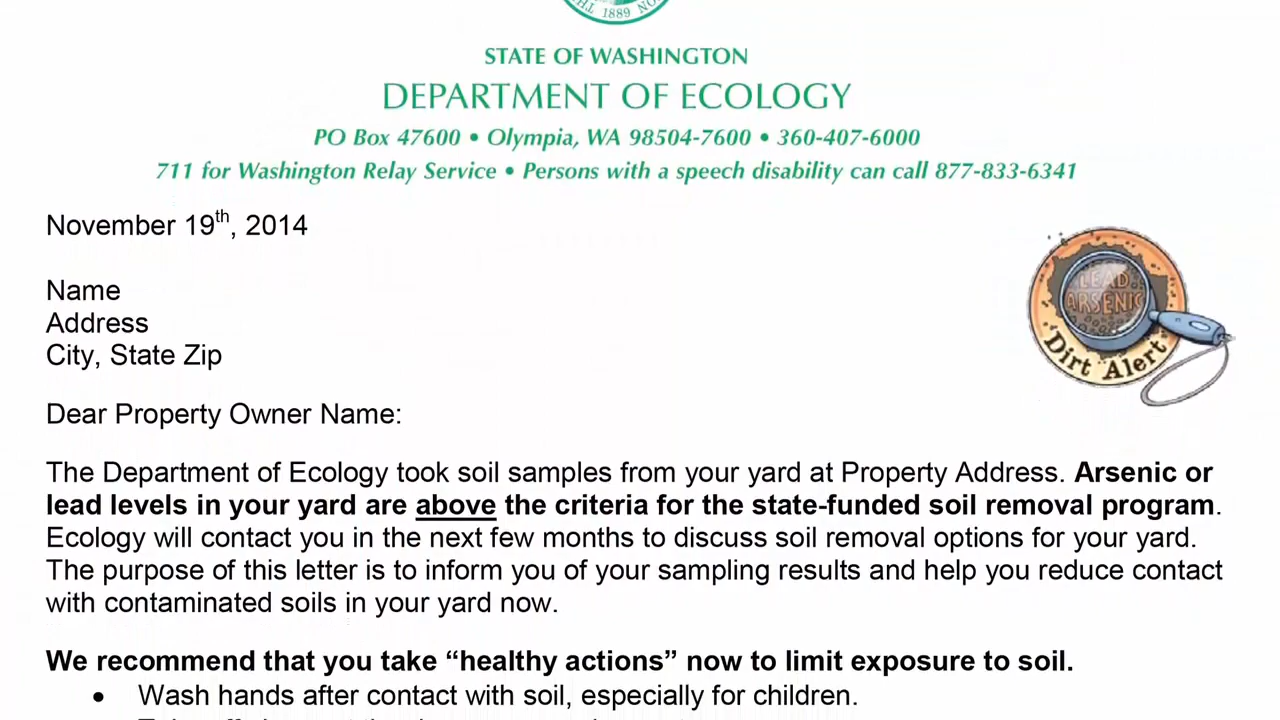 1889
STATE OF WASHINGTON
DEPARTMENT OF ECOLOGY
PO Box 47600 • Olympia, WA 98504-7600 • 360-407-6000
711 for Washington Relay Service • Persons with a speech disability can call 877-833-6341
November 19th, 2014
LEAD
ARSENIC
Dirt Alert
Name
Address
City, State Zip
Dear Property Owner Name:
The Department of Ecology took soil samples from your yard at Property Address. Arsenic or
lead levels in your yard are above the criteria for the state-funded soil removal program.
Ecology will contact you in the next few months to discuss soil removal options for your yard.
The purpose of this letter is to inform you of your sampling results and help you reduce contact
with contaminated soils in your yard now.
We recommend that you take “healthy actions” now to limit exposure to soil.
• Wash hands after contact with soil, especially for children.